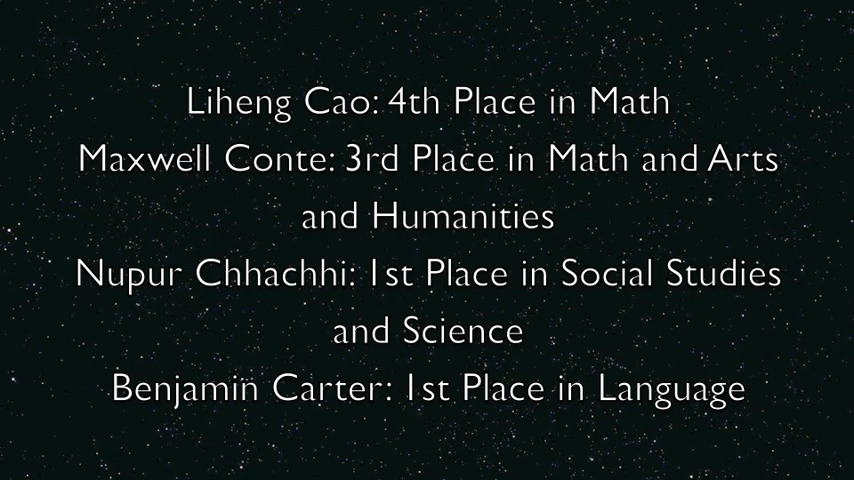 Liheng Cao: 4th Place in Math
Maxwell Conte: 3rd Place in Math and Arts
and Humanities
Nupur Chhachhi: 1st Place in Social Studies
and Science
Benjamin Carter: 1st Place in Language